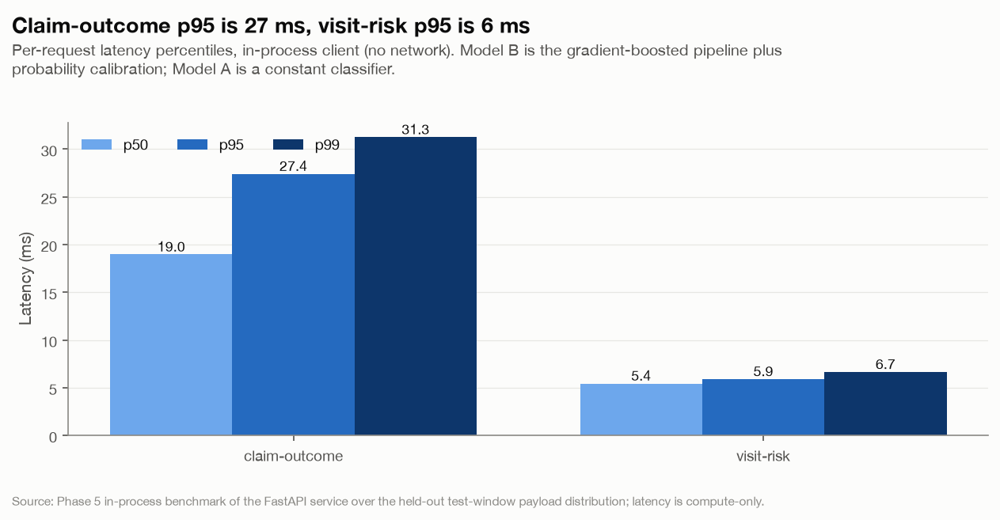 Claim-outcome p95 is 27 ms, visit-risk p95 is 6 ms
Per-request latency percentiles, in-process client (no network). Model B is the gradient-boosted pipeline plus
probability calibration; Model A is a constant classifier.
p50 p95 p99
31.3
30
27.4
25
20
19.0
15
10
6.7
5.9
5.4
5
0
Latency (ms)
claim-outcome visit-risk
Source: Phase 5 in-process benchmark of the FastAPI service over the held-out test-window payload distribution; latency is compute-only.